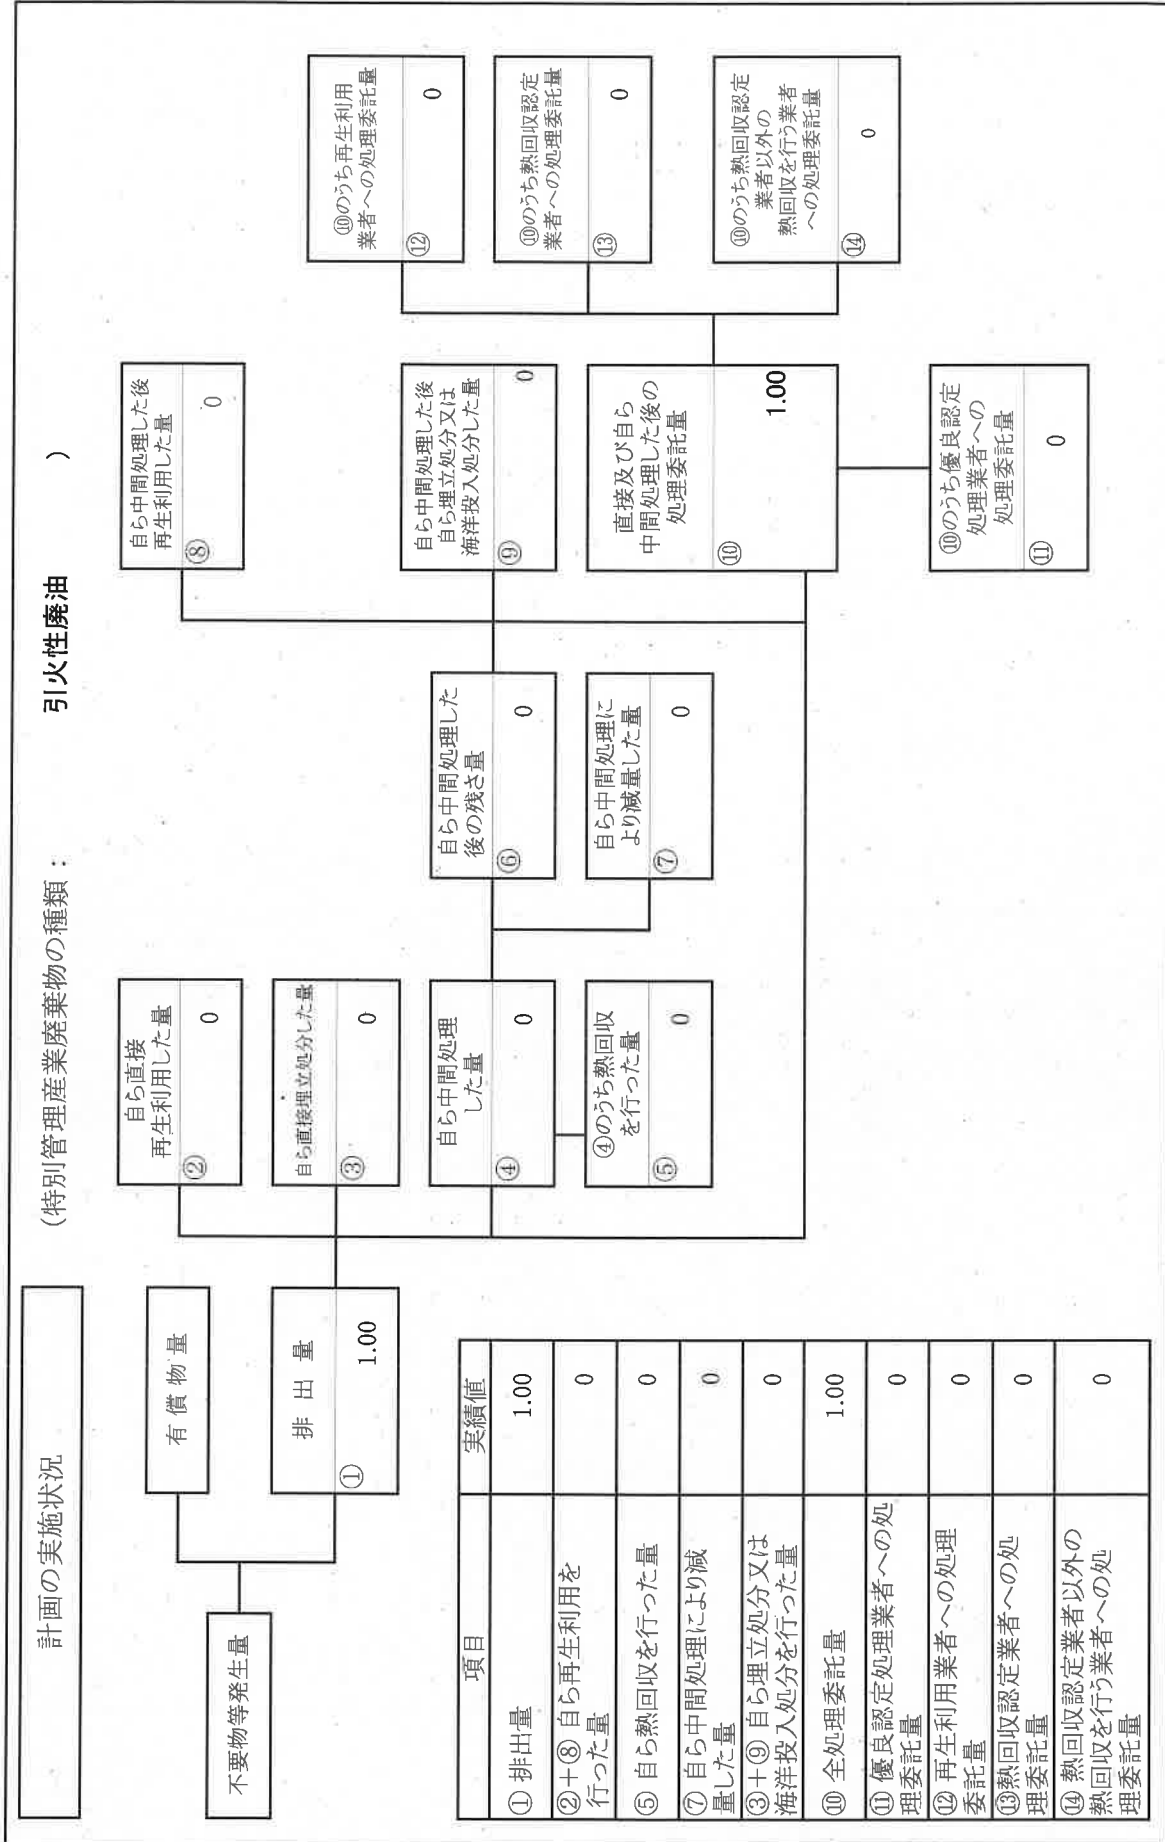 計画の実施状況
(特別管理産業廃棄物の種類： 引火性廃油 )
不要物等発生量
有償物量
排出量
① 1.00
自ら直接
再生利用した量
② 0
自ら直接埋立処分した量
③ 0
自ら中間処理
した量
④ 0
④のうち熱回収
を行った量
⑤ 0
自ら中間処理した
後の残さ量
⑥ 0
自ら中間処理に
より減量した量
⑦ 0
自ら中間処理した後
再生利用した量
⑧ 0
自ら中間処理した後
自ら埋立処分又は
海洋投入処分した量
⑨ 0
直接及び自ら
中間処理した後の
処理委託量
⑩ 1.00
⑩のうち優良認定
処理業者への
処理委託量
⑪ 0
⑩のうち再生利用
業者への処理委託量
⑫ 0
⑩のうち熱回収認定
業者への処理委託量
⑬ 0
⑩のうち熱回収認定
業者以外の
熱回収を行う業者
への処理委託量
⑭ 0
項目 実績値
① 排出量 1.00
②＋⑧ 自ら再生利用を
行った量 0
⑤ 自ら熱回収を行った量 0
⑦ 自ら中間処理により減
量した量 0
③＋⑨ 自ら埋立処分又は
海洋投入処分を行った量 0
⑩ 全処理委託量 1.00
⑪ 優良認定処理業者への処
理委託量 0
⑫ 再生利用業者への処理
委託量 0
⑬熱回収認定業者への処
理委託量 0
⑭ 熱回収認定業者以外の
熱回収を行う業者への処
理委託量 0